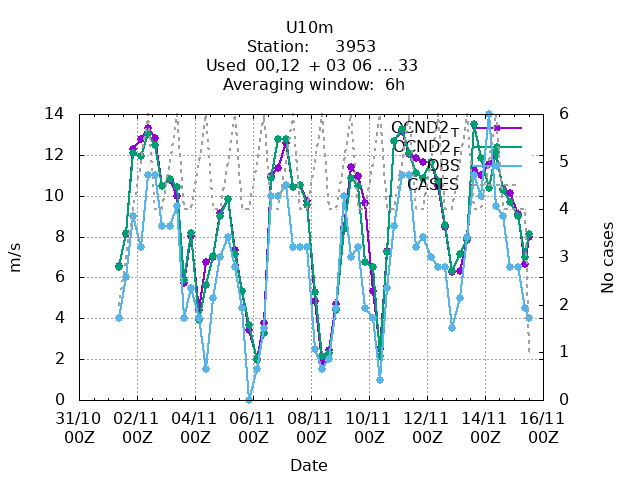 U10m
Station: 3953
Used 00,12 + 03 06 ... 33
Averaging window: 6h
14
12
10
8
6
4
2
0
m/s
6
5
4
3
2
1
0
No cases
CCND2T
CCND2F
OBS
CASES
31/10 02/11 04/11 06/11 08/11 10/11 12/11 14/11 16/11
00Z 00Z 00Z 00Z 00Z 00Z 00Z 00Z 00Z
Date